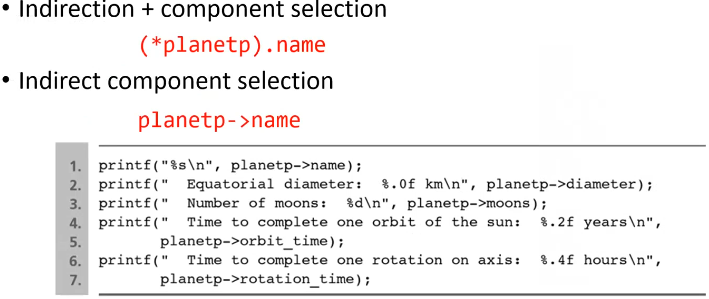 • Indirection + component selection
(*planetp).name
• Indirect component selection
planetp->name
1. printf("%s\n", planetp->name);
2. printf("  Equatorial diameter:  %.0f km\n", planetp->diameter);
3. printf("  Number of moons:  %d\n", planetp->moons);
4. printf("  Time to complete one orbit of the sun:  %.2f years\n",
5.        planetp->orbit_time);
6. printf("  Time to complete one rotation on axis:  %.4f hours\n",
7.        planetp->rotation_time);